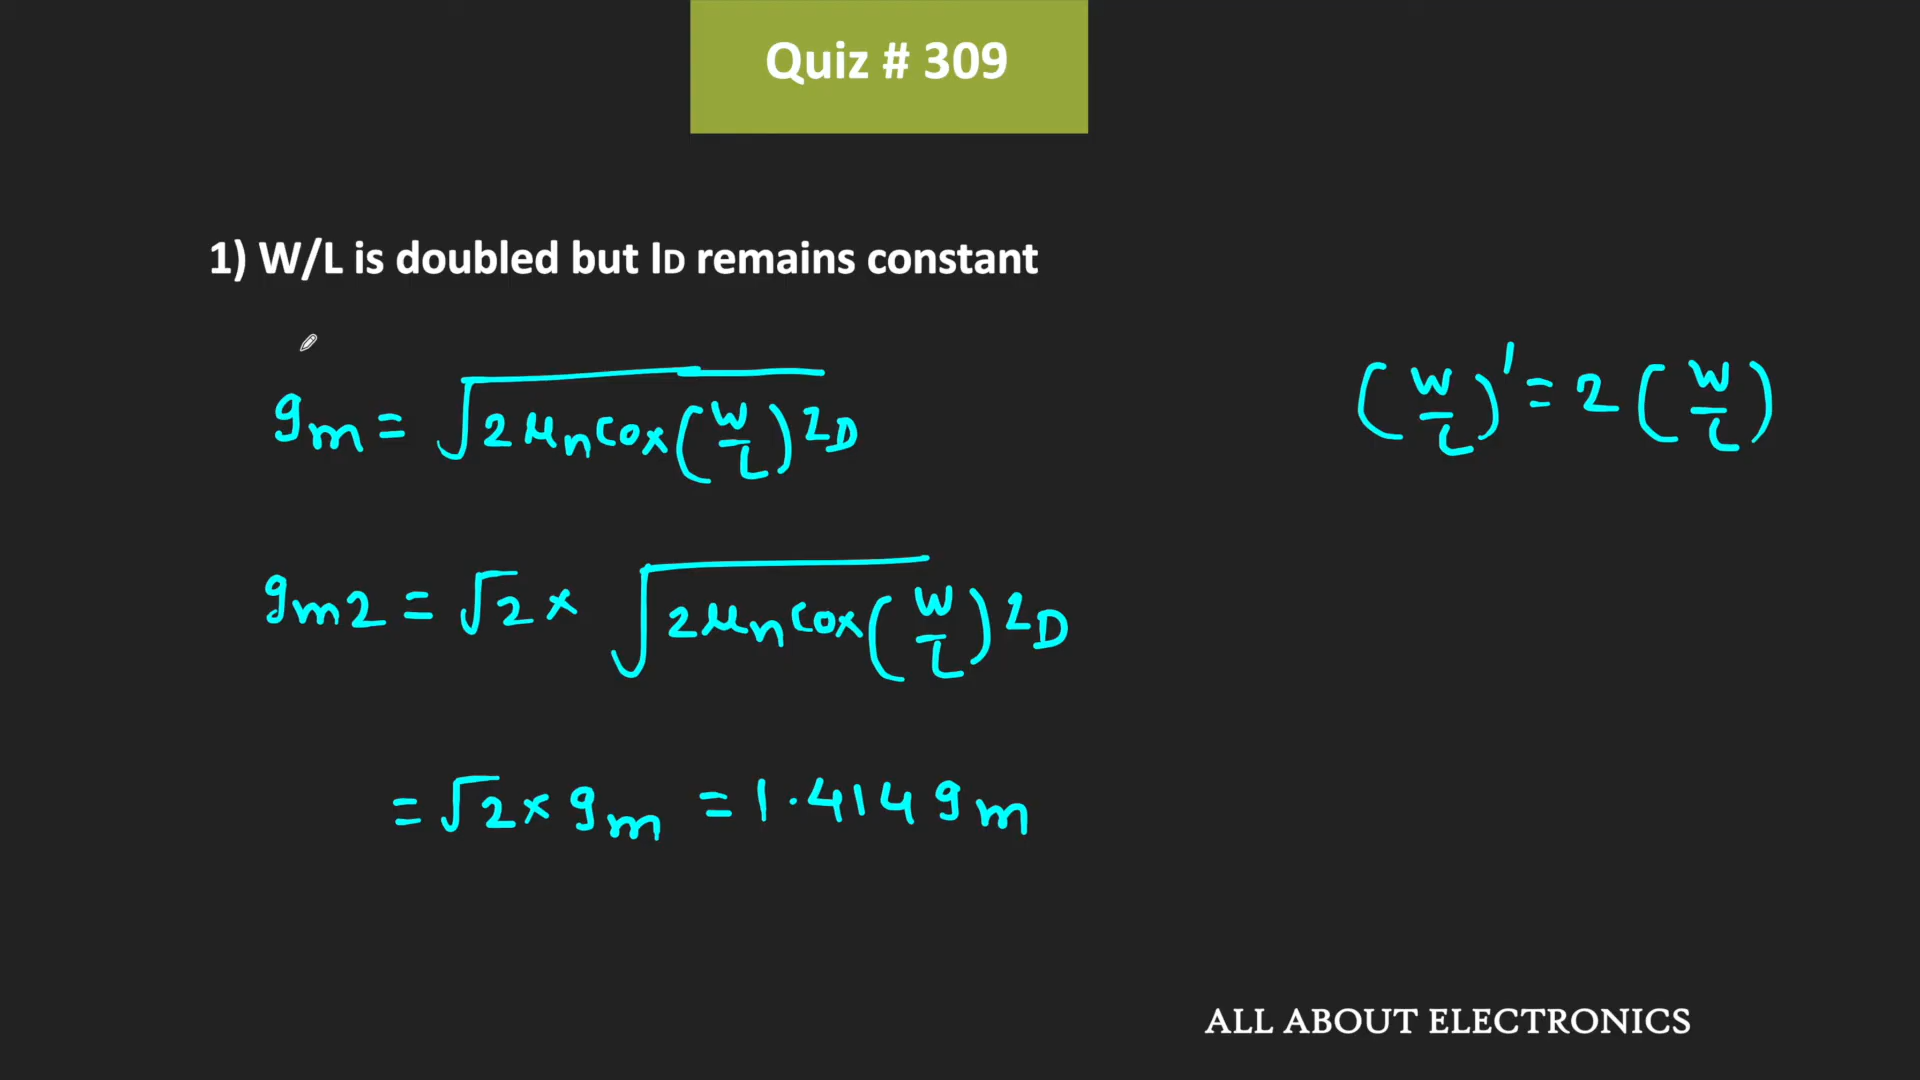 Quiz # 309
1) W/L is doubled but ID remains constant
gm = √2μnCox(W/L)ID
(W/L)' = 2(W/L)
gm2 = √2 × √2μnCox(W/L)ID
= √2 × gm = 1.414 gm
ALL ABOUT ELECTRONICS